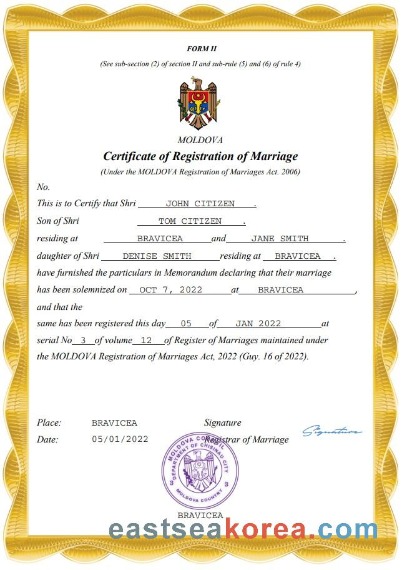 FORM II
(See sub-section (2) of section II and sub-rule (5) and (6) of rule 4)
MOLDOVA
Certificate of Registration of Marriage
(Under the MOLDOVA Registration of Marriages Act. 2006)
No.
This is to Certify that Shri JOHN CITIZEN .
Son of Shri TOM CITIZEN .
residing at BRAVICEA and JANE SMITH .
daughter of Shri DENISE SMITH residing at BRAVICEA .
have furnished the particulars in Memorandum declaring that their marriage
has been solemnized on OCT 7, 2022 at BRAVICEA ,
and that the
same has been registered this day 05 of JAN 2022 at
serial No 3 of volume 12 of Register of Marriages maintained under
the MOLDOVA Registration of Marriages Act, 2022 (Guy. 16 of 2022).
Place: BRAVICEA Signature
Date: 05/01/2022 Registrar of Marriage
Signature
MOLDOVA COUNCIL
DEPARTMENT OF CHISINAU CITY
MOLDOVA COUNTRY
BRAVICEA
eastseakorea.com